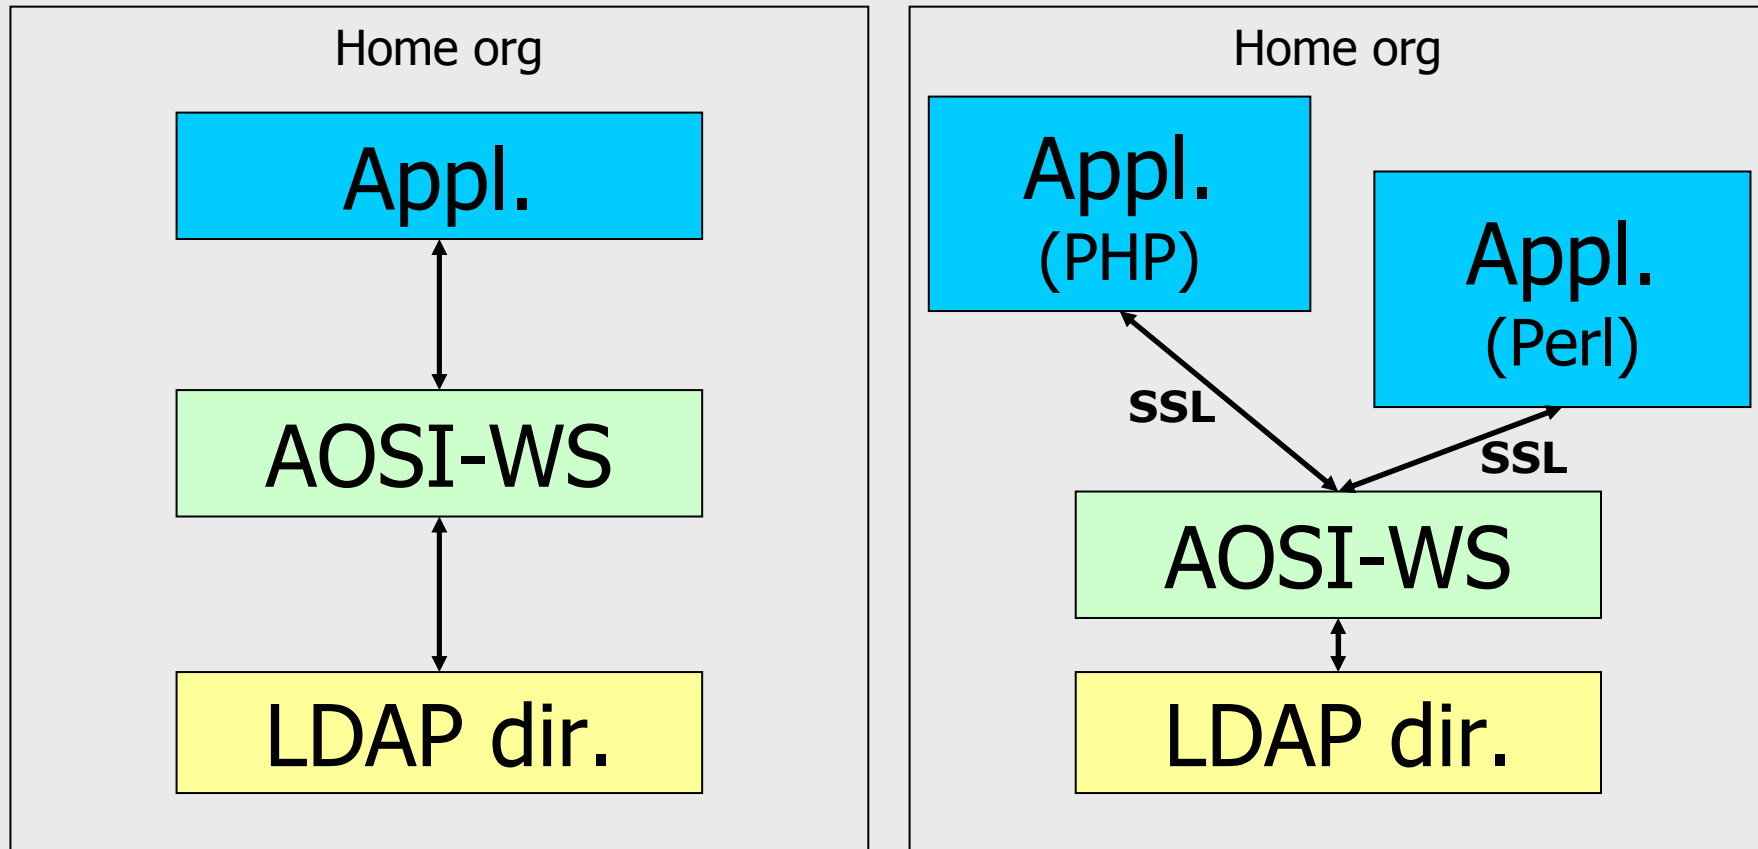 Home org
Appl.
AOSI-WS
LDAP dir.
Home org
Appl.
(PHP)
Appl.
(Perl)
SSL
SSL
AOSI-WS
LDAP dir.